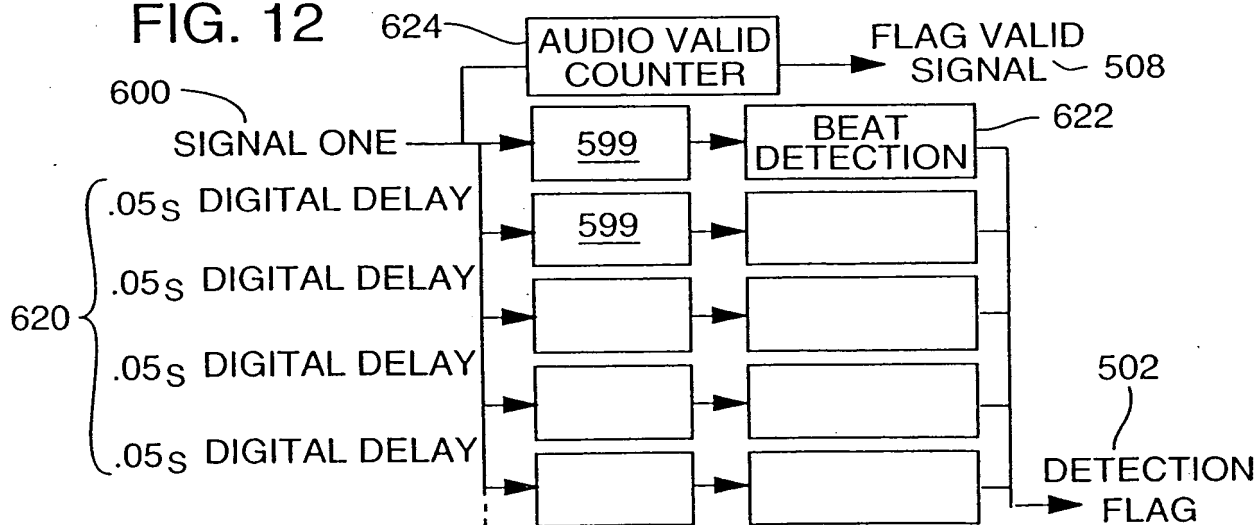 FIG. 12
624
AUDIO VALID
COUNTER
FLAG VALID
SIGNAL 508
600
SIGNAL ONE
599
BEAT
DETECTION
622
.05s DIGITAL DELAY
599
.05s DIGITAL DELAY
620
.05s DIGITAL DELAY
502
.05s DIGITAL DELAY
DETECTION
FLAG